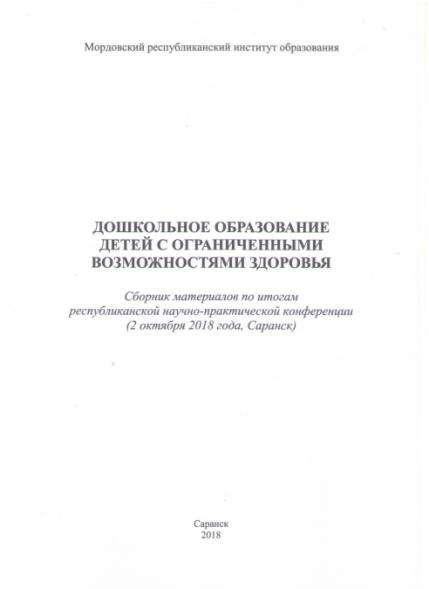 Мордовский республиканский институт образования
ДОШКОЛЬНОЕ ОБРАЗОВАНИЕ
ДЕТЕЙ С ОГРАНИЧЕННЫМИ
ВОЗМОЖНОСТЯМИ ЗДОРОВЬЯ
Сборник материалов по итогам
республиканской научно-практической конференции
(2 октября 2018 года, Саранск)
Саранск
2018